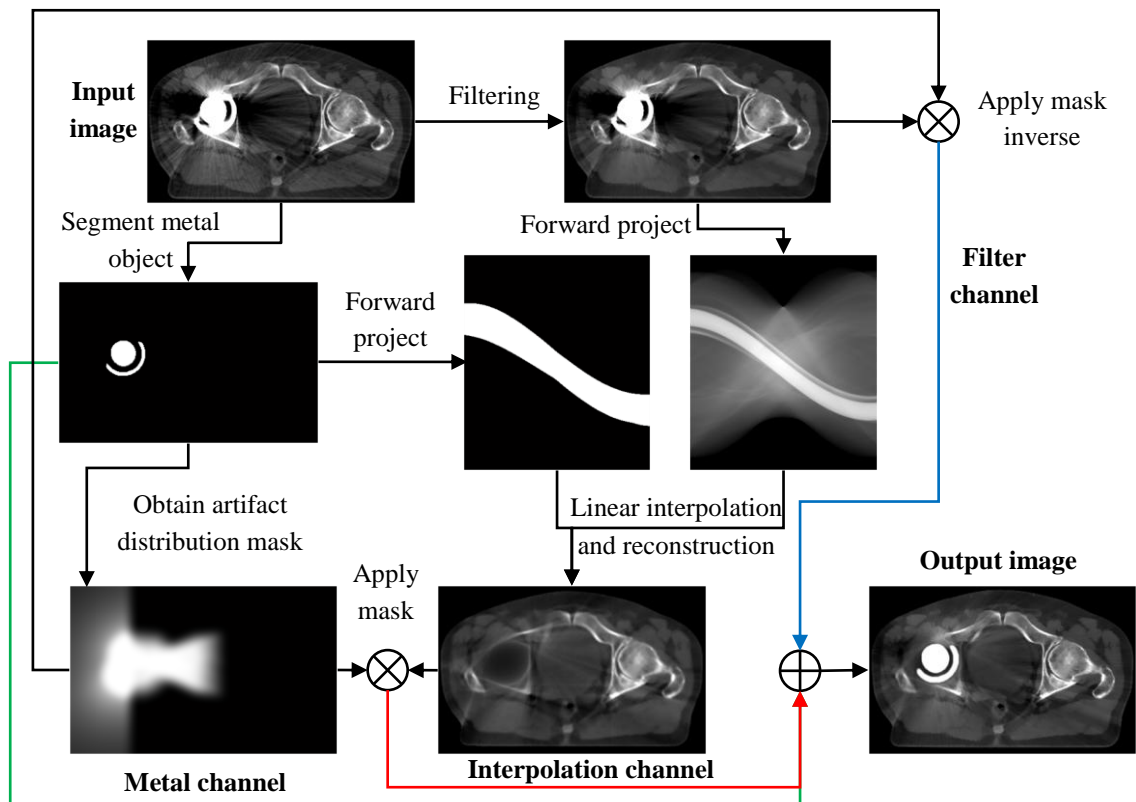 Input
image
Filtering
Apply mask
inverse
Segment metal
object
Forward project
Filter
channel
Forward
project
Obtain artifact
distribution mask
Linear interpolation
and reconstruction
Apply
mask
Output image
Metal channel
Interpolation channel